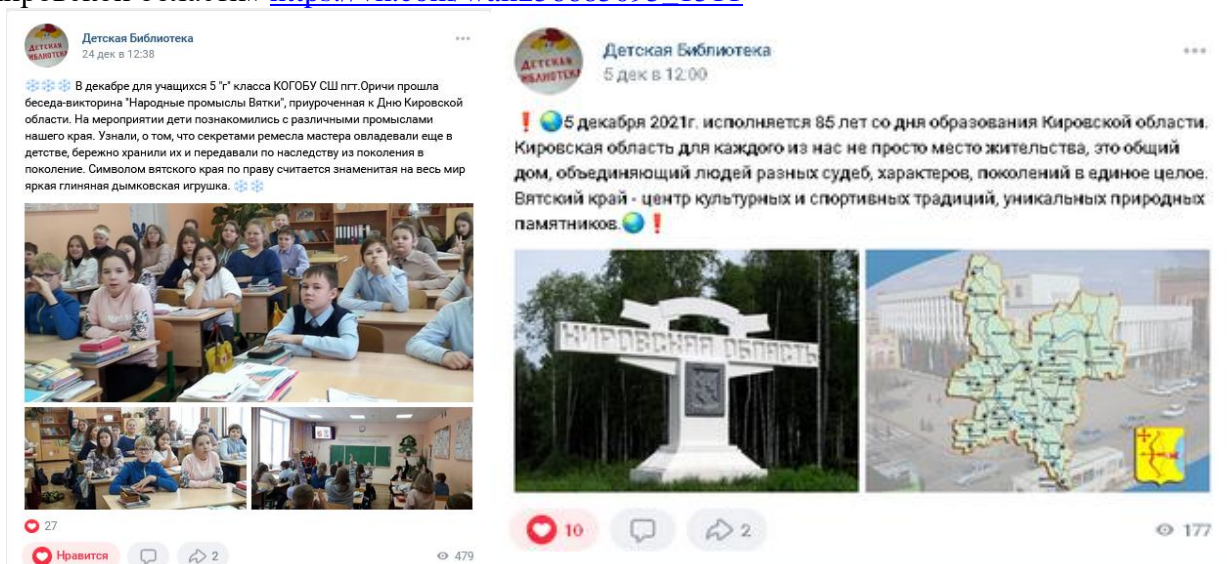 ировской области»
Детская Библиотека
24 дек в 12:38
В декабре для учащихся 5 "г" класса КОГОБУ СШ пгт.Оричи прошла
беседа-викторина "Народные промыслы Вятки", приуроченная к Дню Кировской
области. На мероприятии дети познакомились с различными промыслами
нашего края. Узнали, о том, что секретами ремесла мастера овладевали еще в
детстве, бережно хранили их и передавали по наследству из поколения в
поколение. Символом вятского края по праву считается знаменитая на весь мир
яркая глиняная дымковская игрушка.
27
Нравится
2
479
Детская Библиотека
5 дек в 12:00
5 декабря 2021г. исполняется 85 лет со дня образования Кировской области.
Кировская область для каждого из нас не просто место жительства, это общий
дом, объединяющий людей разных судеб, характеров, поколений в единое целое.
Вятский край - центр культурных и спортивных традиций, уникальных природных
памятников.
КИРОВСКАЯ ОБЛАСТЬ
10
2
177